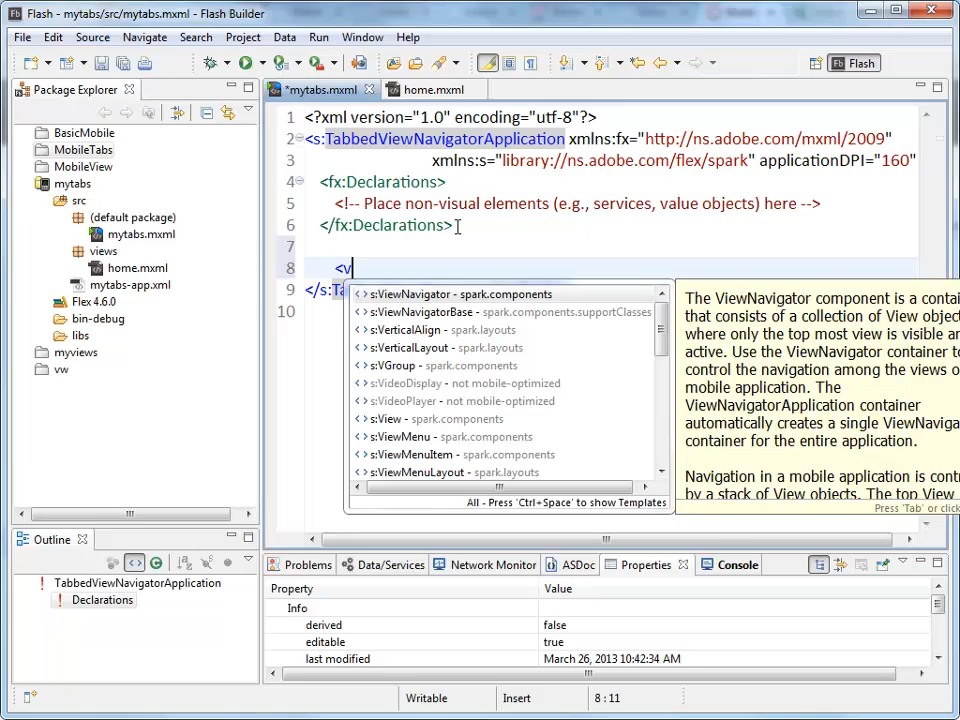 Flash - mytabs/src/mytabs.mxml - Flash Builder
File Edit Source Navigate Search Project Data Run Window Help
Flash
Package Explorer
BasicMobile
MobileTabs
MobileView
mytabs
src
(default package)
mytabs.mxml
views
home.mxml
mytabs-app.xml
Flex 4.6.0
bin-debug
libs
myviews
vw
Outline
TabbedViewNavigatorApplication
Declarations
*mytabs.mxml
home.mxml
1 <?xml version="1.0" encoding="utf-8"?>
2 <s:TabbedViewNavigatorApplication xmlns:fx="http://ns.adobe.com/mxml/2009"
3 xmlns:s="library://ns.adobe.com/flex/spark" applicationDPI="160"
4 <fx:Declarations>
5 <!-- Place non-visual elements (e.g., services, value objects) here -->
6 </fx:Declarations>
7
8 <v
9 </s:Ta
10
s:ViewNavigator - spark.components
s:ViewNavigatorBase - spark.components.supportClasses
s:VerticalAlign - spark.layouts
s:VerticalLayout - spark.layouts
s:VGroup - spark.components
s:VideoDisplay - not mobile-optimized
s:VideoPlayer - not mobile-optimized
s:View - spark.components
s:ViewMenu - spark.components
s:ViewMenuItem - spark.components
s:ViewMenuLayout - spark.layouts
All - Press 'Ctrl+Space' to show Templates
The ViewNavigator component is a contai
that consists of a collection of View object
where only the top most view is visible an
active. Use the ViewNavigator container to
control the navigation among the views o
mobile application. The
ViewNavigatorApplication container
automatically creates a single ViewNaviga
container for the entire application.
Navigation in a mobile application is contr
by a stack of View objects. The top View
Press 'Tab' or click
Problems Data/Services Network Monitor ASDoc Properties Console
Property Value
Info
derived false
editable true
last modified March 26, 2013 10:42:34 AM
Writable Insert 8 : 11